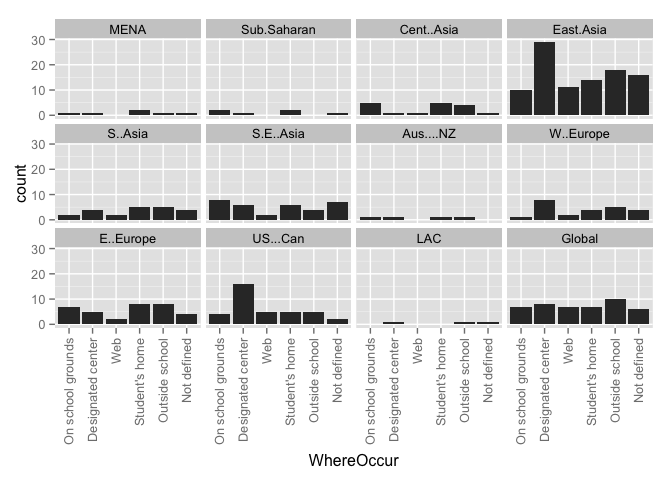 MENA Sub.Saharan Cent..Asia East.Asia
30
20
10
0
S..Asia S.E..Asia Aus....NZ W..Europe
30
20
10
0
count
E..Europe US...Can LAC Global
30
20
10
0
On school grounds Designated center Web Student's home Outside school Not defined On school grounds Designated center Web Student's home Outside school Not defined On school grounds Designated center Web Student's home Outside school Not defined On school grounds Designated center Web Student's home Outside school Not defined
WhereOccur